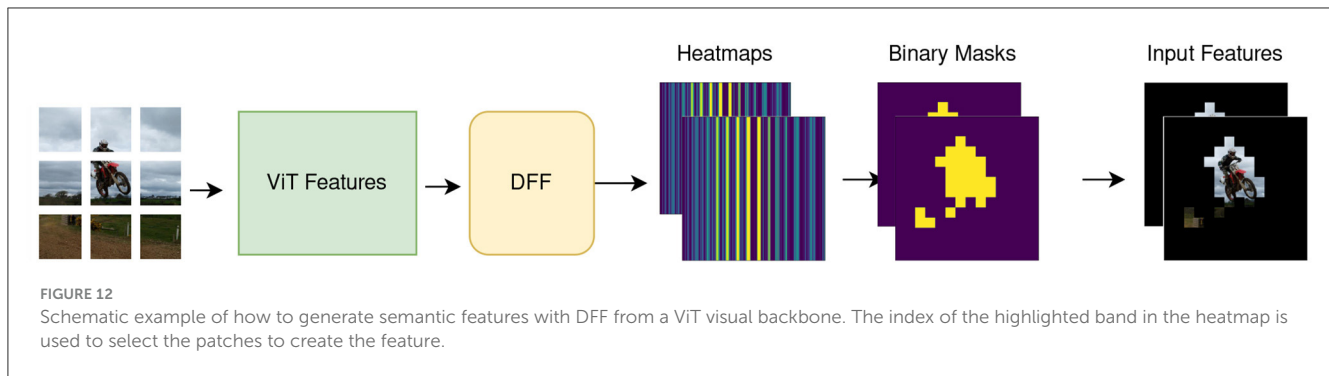 Heatmaps
Binary Masks
Input Features
ViT Features
DFF
FIGURE 12
Schematic example of how to generate semantic features with DFF from a ViT visual backbone. The index of the highlighted band in the heatmap is
used to select the patches to create the feature.